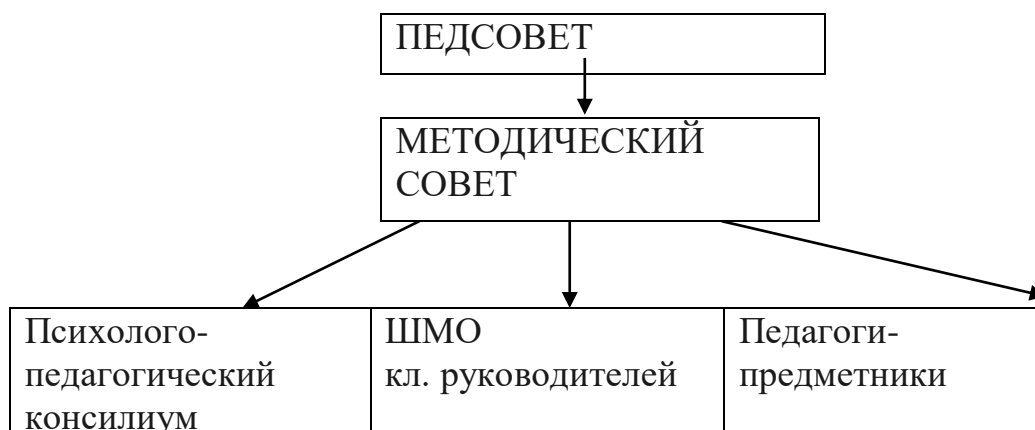 ПЕДСОВЕТ
МЕТОДИЧЕСКИЙ
СОВЕТ
Психолого-
педагогический
консилиум
ШМО
кл. руководителей
Педагоги-
предметники